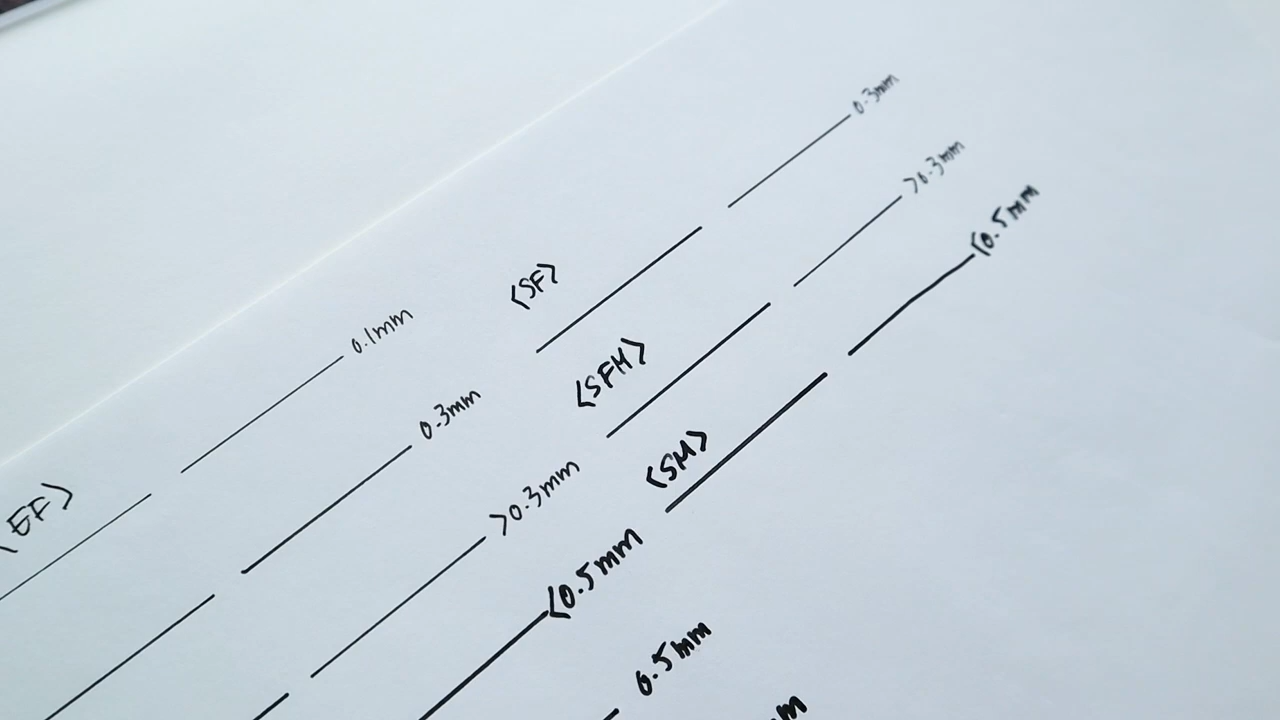 <EF>
0.1mm
0.3mm
>0.3mm
<0.5mm
0.5mm
<SF>
0.3mm
<SFM>
>0.3mm
<SM>
<0.5mm